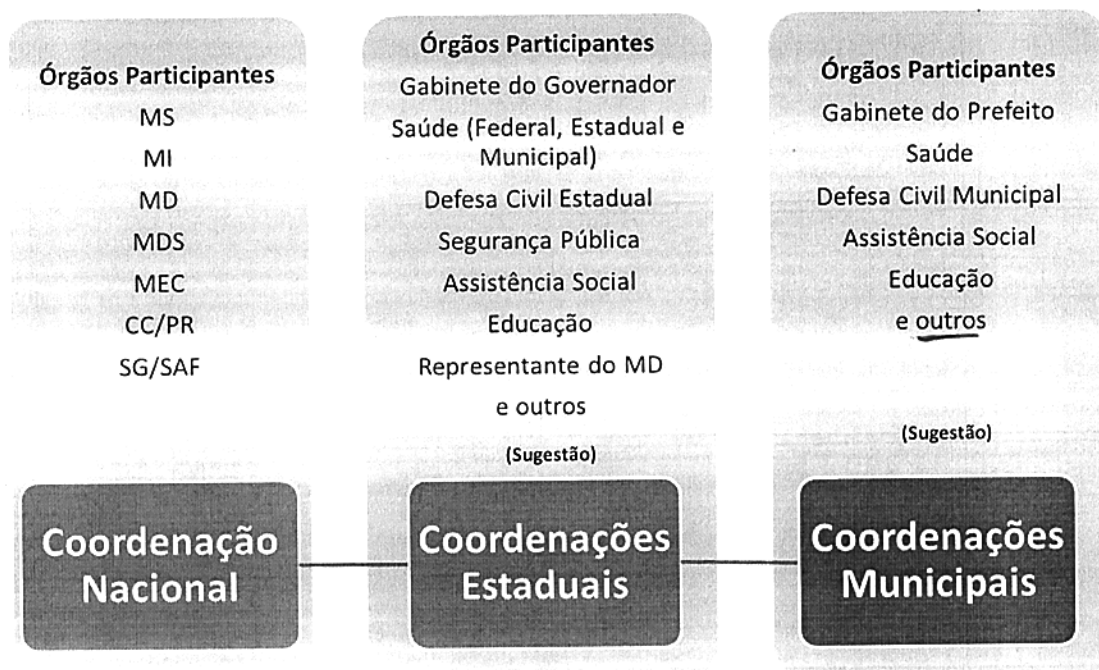 Órgãos Participantes
MS
MI
MD
MDS
MEC
CC/PR
SG/SAF
Coordenação
Nacional
Órgãos Participantes
Gabinete do Governador
Saúde (Federal, Estadual e
Municipal)
Defesa Civil Estadual
Segurança Pública
Assistência Social
Educação
Representante do MD
e outros
(Sugestão)
Coordenações
Estaduais
Órgãos Participantes
Gabinete do Prefeito
Saúde
Defesa Civil Municipal
Assistência Social
Educação
e outros
(Sugestão)
Coordenações
Municipais